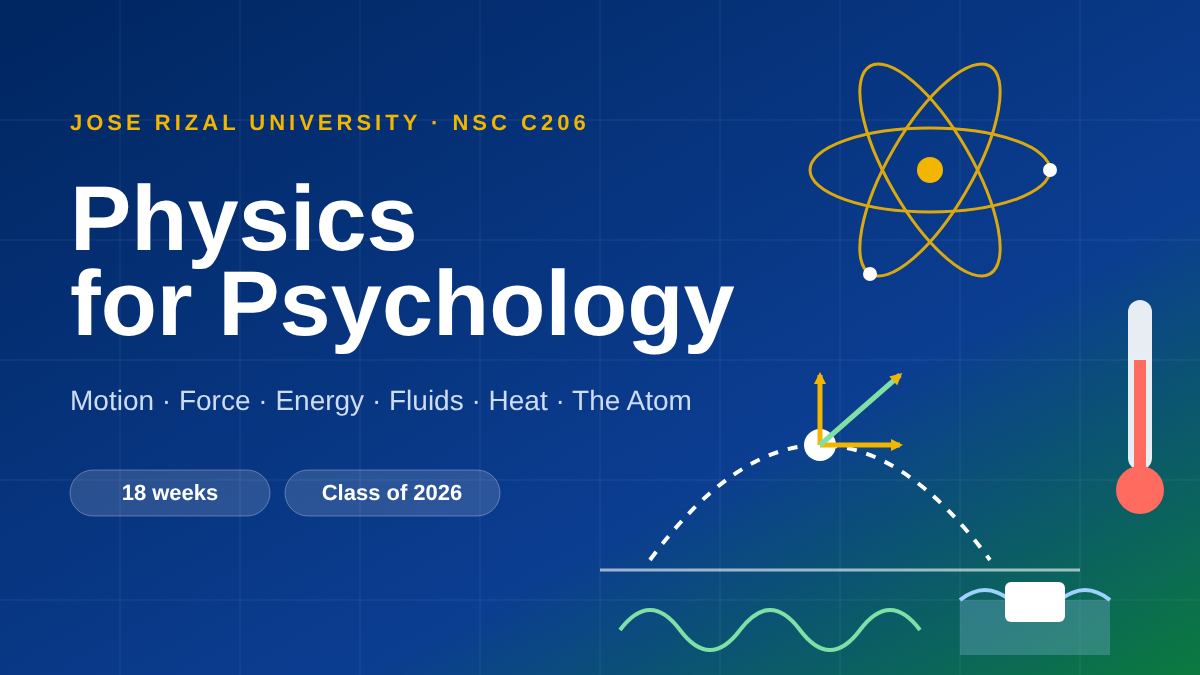 JOSE RIZAL UNIVERSITY · NSC C206
Physics
for Psychology
Motion · Force · Energy · Fluids · Heat · The Atom
18 weeks
Class of 2026